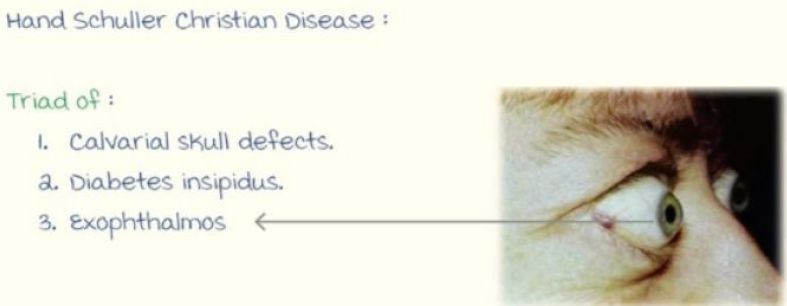 Hand Schuller Christian Disease :
Triad of :
1. Calvarial skull defects.
2. Diabetes insipidus.
3. Exophthalmos